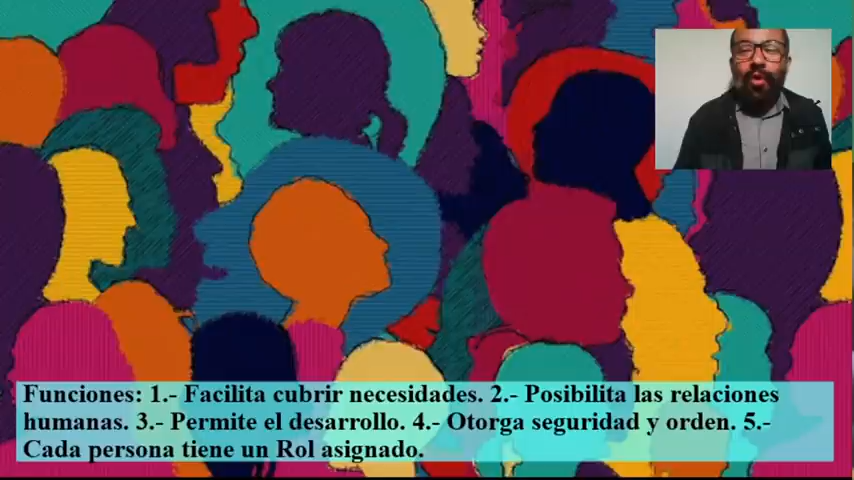 Funciones: 1.- Facilita cubrir necesidades. 2.- Posibilita las relaciones
humanas. 3.- Permite el desarrollo. 4.- Otorga seguridad y orden. 5.-
Cada persona tiene un Rol asignado.